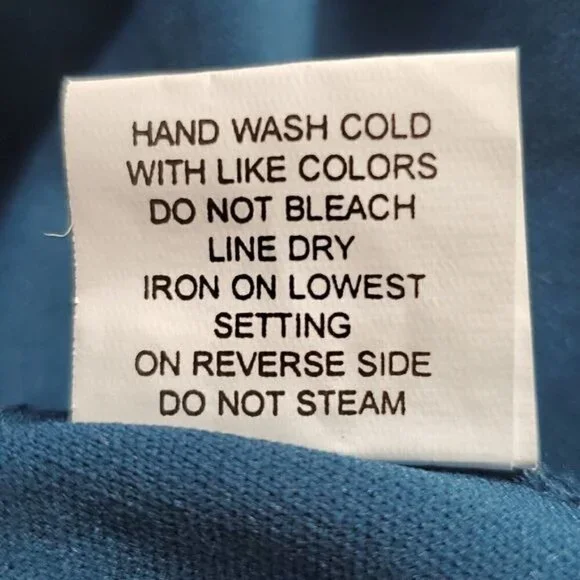 HAND WASH COLD
WITH LIKE COLORS
DO NOT BLEACH
LINE DRY
IRON ON LOWEST
SETTING
ON REVERSE SIDE
DO NOT STEAM